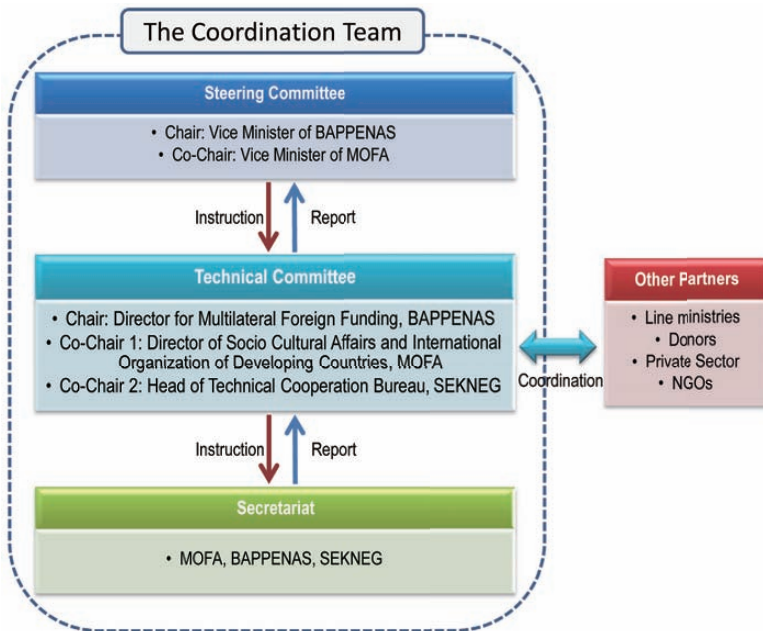 The Coordination Team
Steering Committee
• Chair: Vice Minister of BAPPENAS
• Co-Chair: Vice Minister of MOFA
Instruction
Report
Technical Committee
• Chair: Director for Multilateral Foreign Funding, BAPPENAS
• Co-Chair 1: Director of Socio Cultural Affairs and International
Organization of Developing Countries, MOFA
• Co-Chair 2: Head of Technical Cooperation Bureau, SEKNEG
Coordination
Other Partners
• Line ministries
• Donors
• Private Sector
• NGOs
Instruction
Report
Secretariat
• MOFA, BAPPENAS, SEKNEG